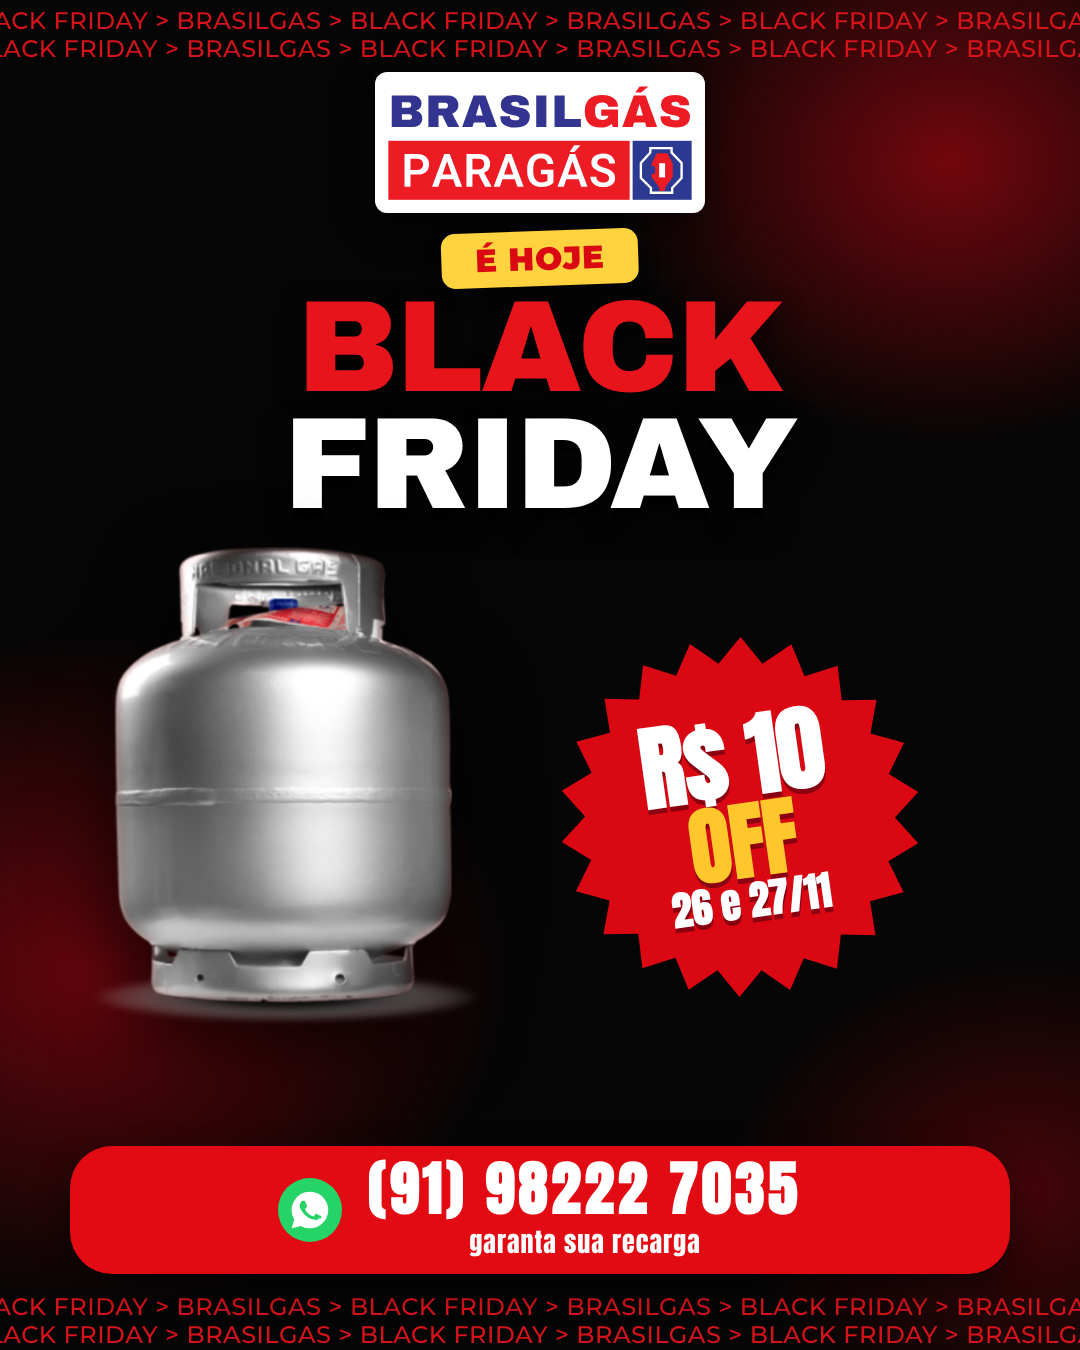 ACK FRIDAY > BRASILGAS > BLACK FRIDAY > BRASILGAS > BLACK FRIDAY > BRASILGA
LACK FRIDAY > BRASILGAS > BLACK FRIDAY > BRASILGAS > BLACK FRIDAY > BRASILG
BRASILGÁS
PARAGÁS
É HOJE
BLACK
FRIDAY
NACIONAL GAS
R$ 10
OFF
26 e 27/11
(91) 98222 7035
garanta sua recarga
ACK FRIDAY > BRASILGAS > BLACK FRIDAY > BRASILGAS > BLACK FRIDAY > BRASILGA
LACK FRIDAY > BRASILGAS > BLACK FRIDAY > BRASILGAS > BLACK FRIDAY > BRASILG